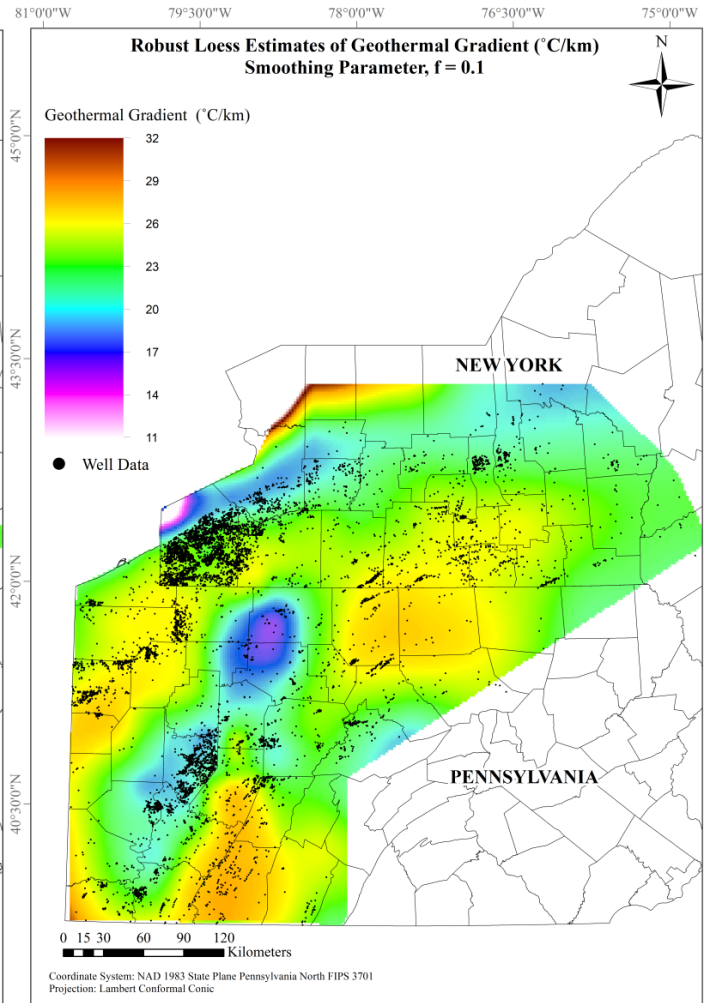 81°0'0"W 79°30'0"W 78°0'0"W 76°30'0"W 75°0'0"W
Robust Loess Estimates of Geothermal Gradient (˚C/km)
Smoothing Parameter, f = 0.1
N
Geothermal Gradient (˚C/km)
32
29
26
23
20
17
14
11
Well Data
45°0'0"N
43°30'0"N
42°0'0"N
40°30'0"N
NEW YORK
PENNSYLVANIA
0 15 30 60 90 120
Kilometers
Coordinate System: NAD 1983 State Plane Pennsylvania North FIPS 3701
Projection: Lambert Conformal Conic